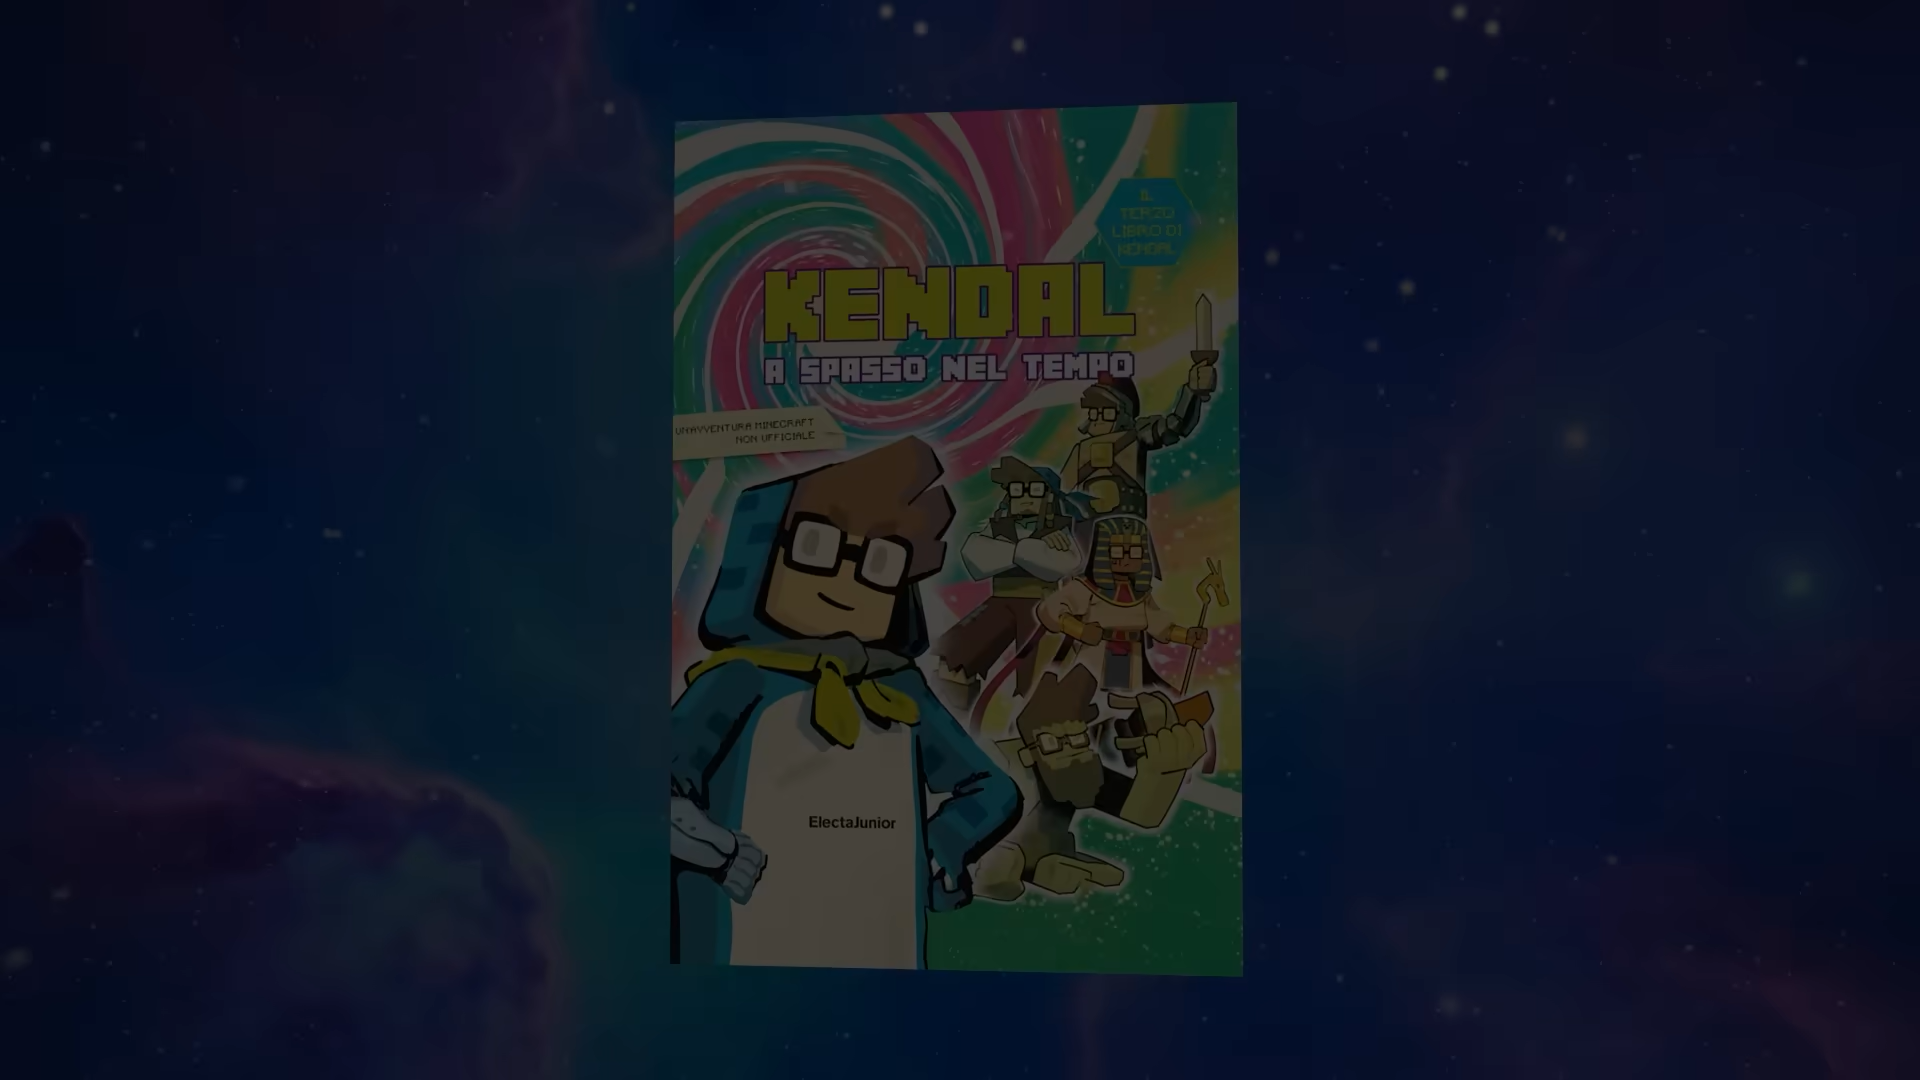 IL
TERZO
LIBRO DI
KENDAL
KENDAL
A SPASSO NEL TEMPO
UN'AVVENTURA MINECRAFT
NON UFFICIALE
ElectaJunior